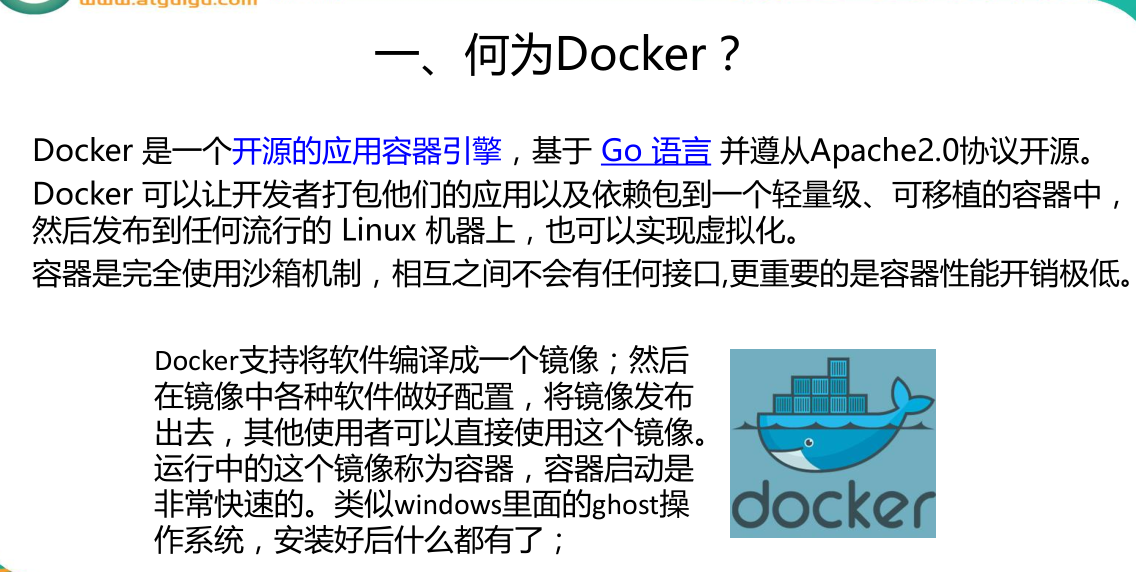 www.atguigu.com
一、何为Docker？
Docker 是一个开源的应用容器引擎，基于 Go 语言 并遵从Apache2.0协议开源。
Docker 可以让开发者打包他们的应用以及依赖包到一个轻量级、可移植的容器中，
然后发布到任何流行的 Linux 机器上，也可以实现虚拟化。
容器是完全使用沙箱机制，相互之间不会有任何接口,更重要的是容器性能开销极低。
Docker支持将软件编译成一个镜像；然后
在镜像中各种软件做好配置，将镜像发布
出去，其他使用者可以直接使用这个镜像。
运行中的这个镜像称为容器，容器启动是
非常快速的。类似windows里面的ghost操
作系统，安装好后什么都有了；
docker